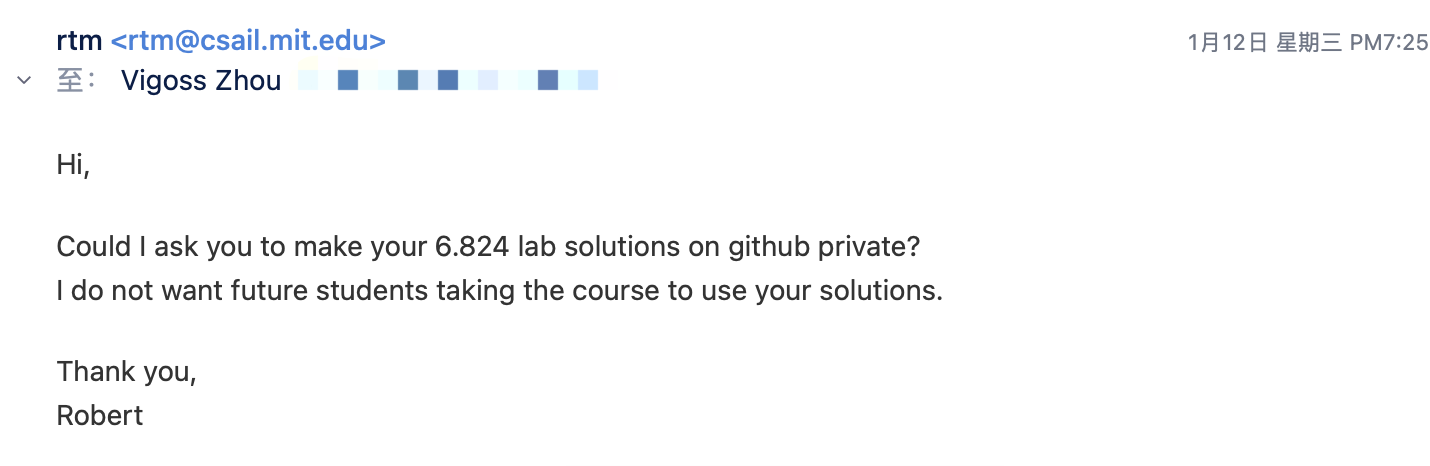 rtm <rtm@csail.mit.edu>
1月12日 星期三 PM7:25
至： Vigoss Zhou
Hi,
Could I ask you to make your 6.824 lab solutions on github private?
I do not want future students taking the course to use your solutions.
Thank you,
Robert